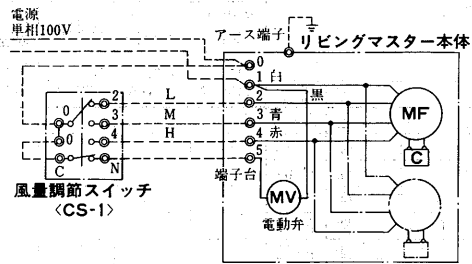 電源
単相100V
アース端子
リビングマスター本体
0
1 白
2 黒
3 青
4 赤
5
端子台
L
M
H
N
0
0
C
2
3
4
MF
C
MV
電動弁
風量調節スイッチ
〈CS-1〉